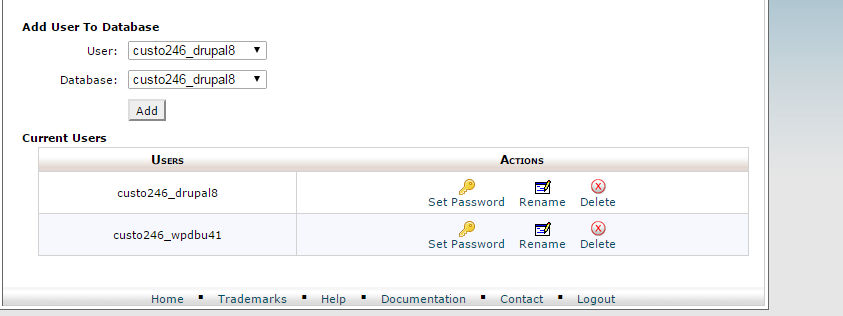 Add User To Database
User: custo246_drupal8
Database: custo246_drupal8
Add
Current Users
Users Actions
custo246_drupal8 Set Password Rename Delete
custo246_wpdbu41 Set Password Rename Delete
Home ▪ Trademarks ▪ Help ▪ Documentation ▪ Contact ▪ Logout